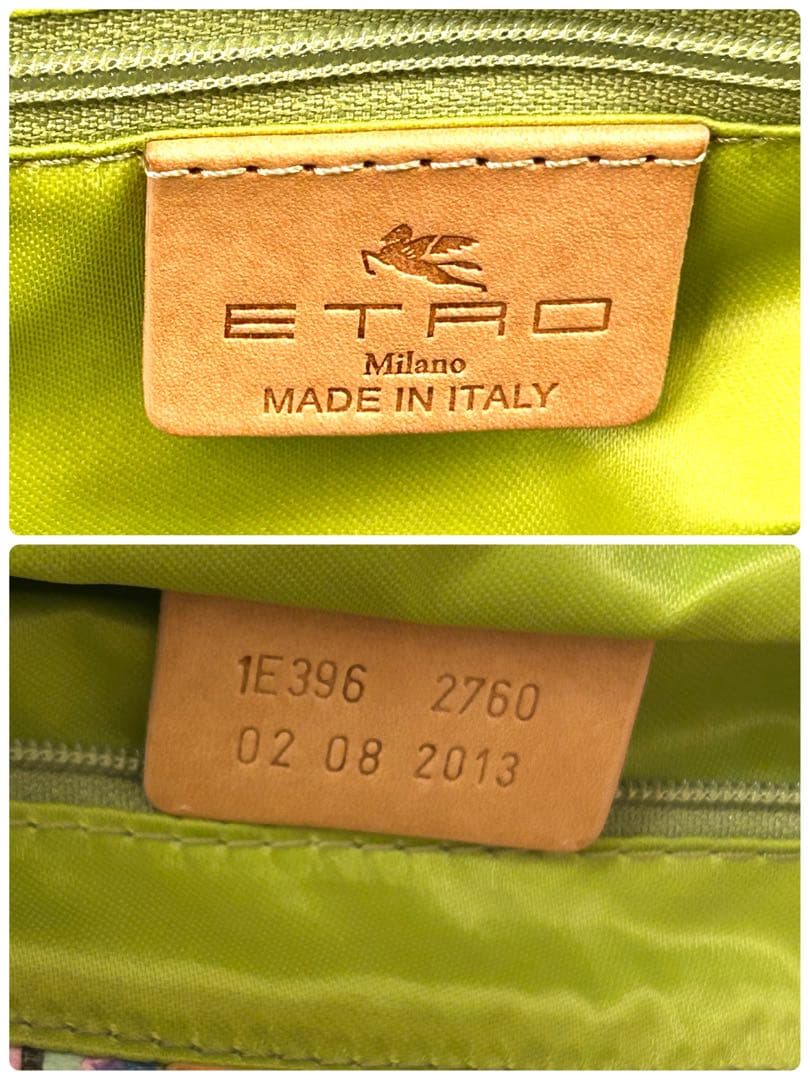 ETRO
Milano
MADE IN ITALY
1E396 2760
02 08 2013